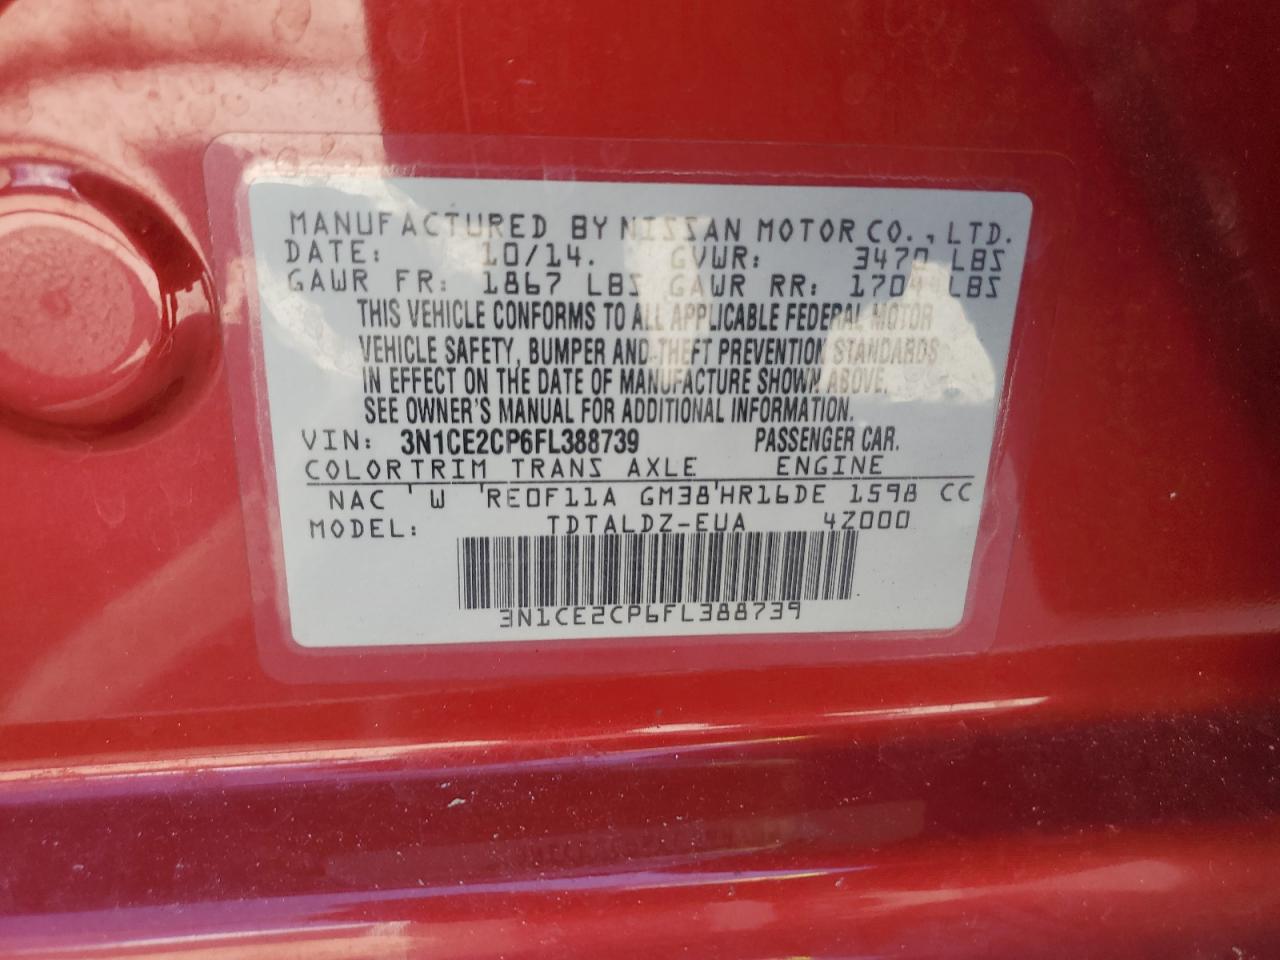 MANUFACTURED BY NISSAN MOTOR CO., LTD.
DATE: 10/14. GVWR: 3470 LBS
GAWR FR: 1867 LBS GAWR RR: 1704 LBS
THIS VEHICLE CONFORMS TO ALL APPLICABLE FEDERAL MOTOR
VEHICLE SAFETY, BUMPER AND THEFT PREVENTION STANDARDS
IN EFFECT ON THE DATE OF MANUFACTURE SHOWN ABOVE.
SEE OWNER'S MANUAL FOR ADDITIONAL INFORMATION.
VIN: 3N1CE2CP6FL388739 PASSENGER CAR.
COLOR TRIM TRANS AXLE ENGINE
NAC ' W 'RE0F11A GM38'HR16DE 1598 CC
MODEL: TDTALDZ-EUA 4Z000
3N1CE2CP6FL388739